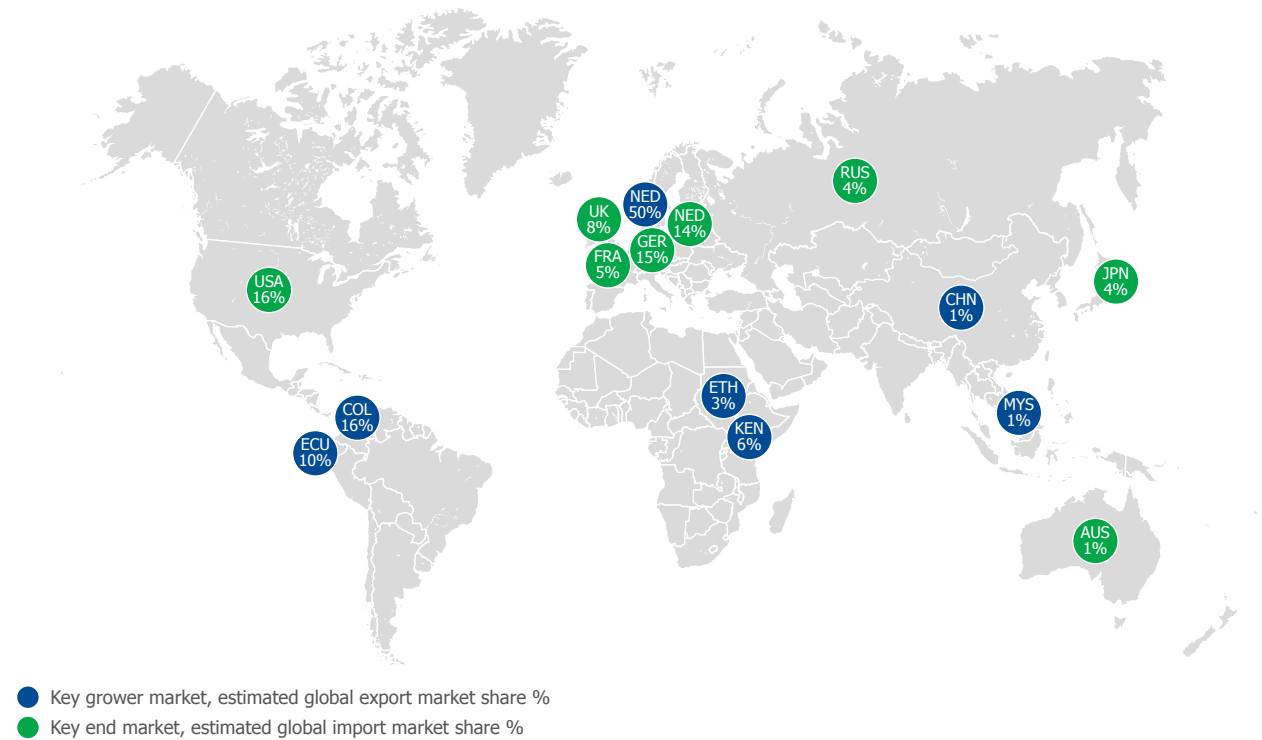 RUS
4%
NED
50%
UK
8%
NED
14%
GER
15%
FRA
5%
USA
16%
JPN
4%
CHN
1%
ETH
3%
COL
16%
MYS
1%
KEN
6%
ECU
10%
AUS
1%
Key grower market, estimated global export market share %
Key end market, estimated global import market share %